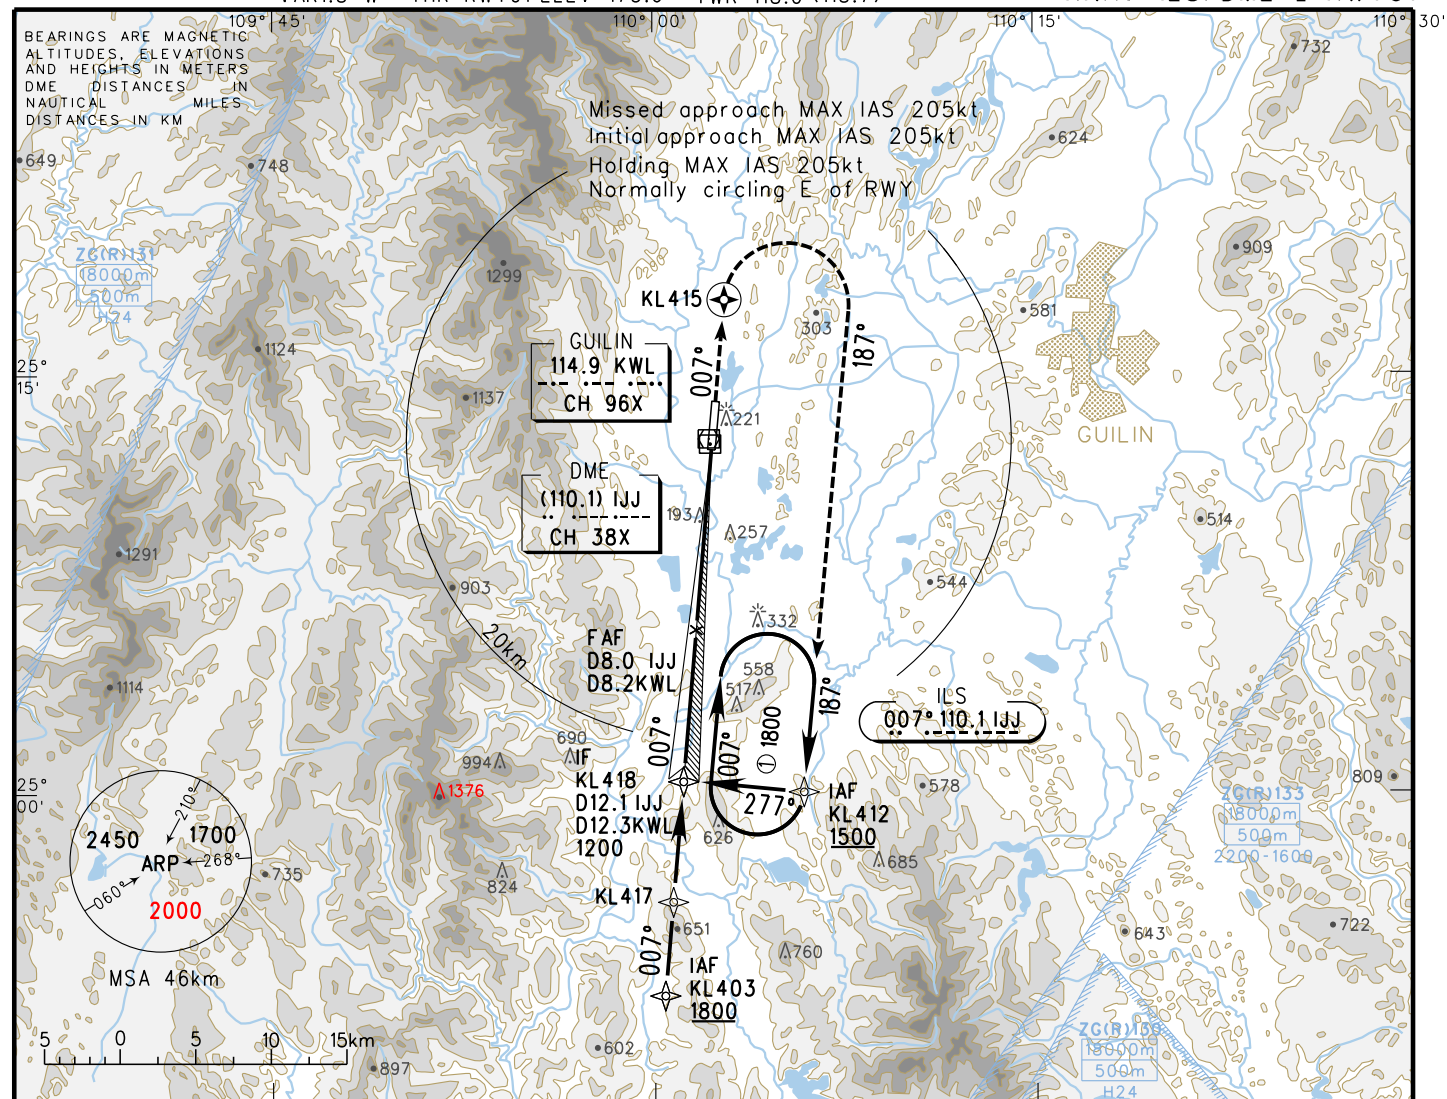 109°45'
110°00'
110°15'
110°30'
BEARINGS ARE MAGNETIC
ALTITUDES, ELEVATIONS
AND HEIGHTS IN METERS
DME DISTANCES IN
NAUTICAL MILES
DISTANCES IN KM
Missed approach MAX IAS 205kt
Initial approach MAX IAS 205kt
Holding MAX IAS 205kt
Normally circling E of RWY
732
624
649
748
ZG(R)131
18000m
500m
H24
1299
909
KL415
303
581
GUILIN
114.9 KWL
CH 96X
007°
187°
1124
25°
15'
1137
221
GUILIN
DME
(110.1) IJJ
CH 38X
193
257
514
1291
544
903
20km
332
FAF
D8.0 IJJ
D8.2KWL
558
517
1114
187°
ILS
007° 110.1 IJJ
007°
007°
① 1800
690
994
IF
KL418
D12.1 IJJ
D12.3KWL
1200
277°
IAF
KL412
1500
578
809
25°
00'
1376
ZG(R)133
18000m
500m
2200-1600
626
685
210°
2450
1700
ARP
268°
060°
2000
735
824
KL417
651
722
643
MSA 46km
007°
760
IAF
KL403
1800
5 0 5 10 15km
602
897
ZG(R)130
18000m
500m
H24